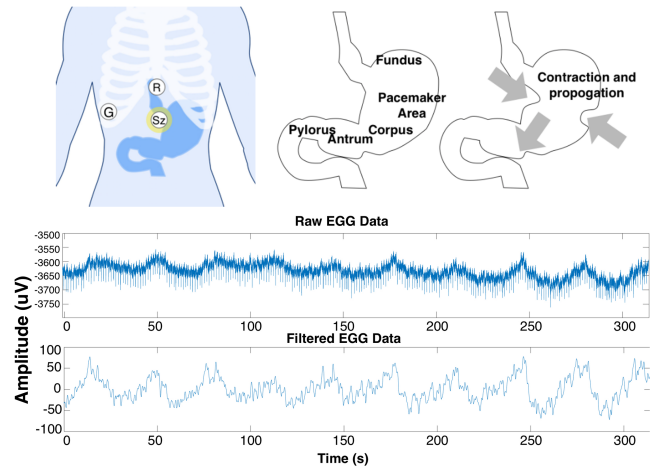 R
G
Sz
Fundus
Pacemaker
Area
Pylorus
Corpus
Antrum
Contraction and
propogation
Raw EGG Data
-3500
-3550
-3600
-3650
-3700
-3750
0 50 100 150 200 250 300
Filtered EGG Data
100
50
0
-50
-100
0 50 100 150 200 250 300
Amplitude (uV)
Time (s)